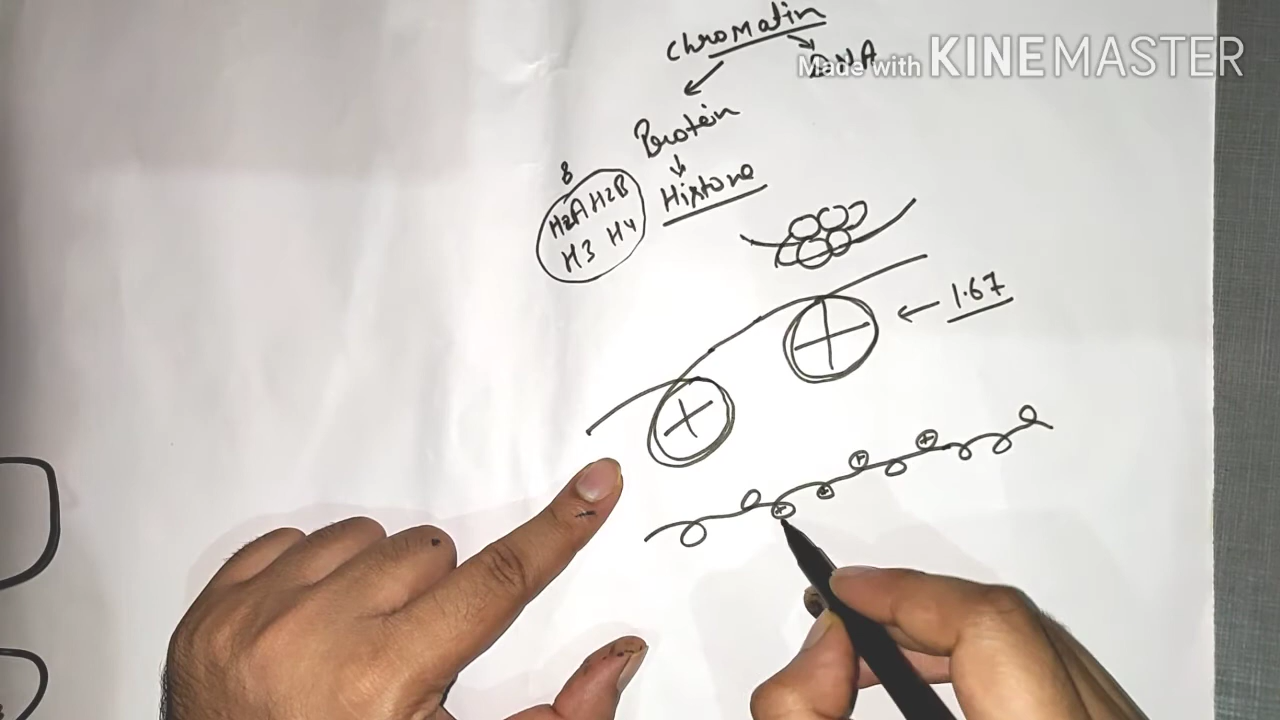 chromatin
DNA
Made with KINEMASTER
Protein
Histone
8
H2A H2B
H3 H4
1.67